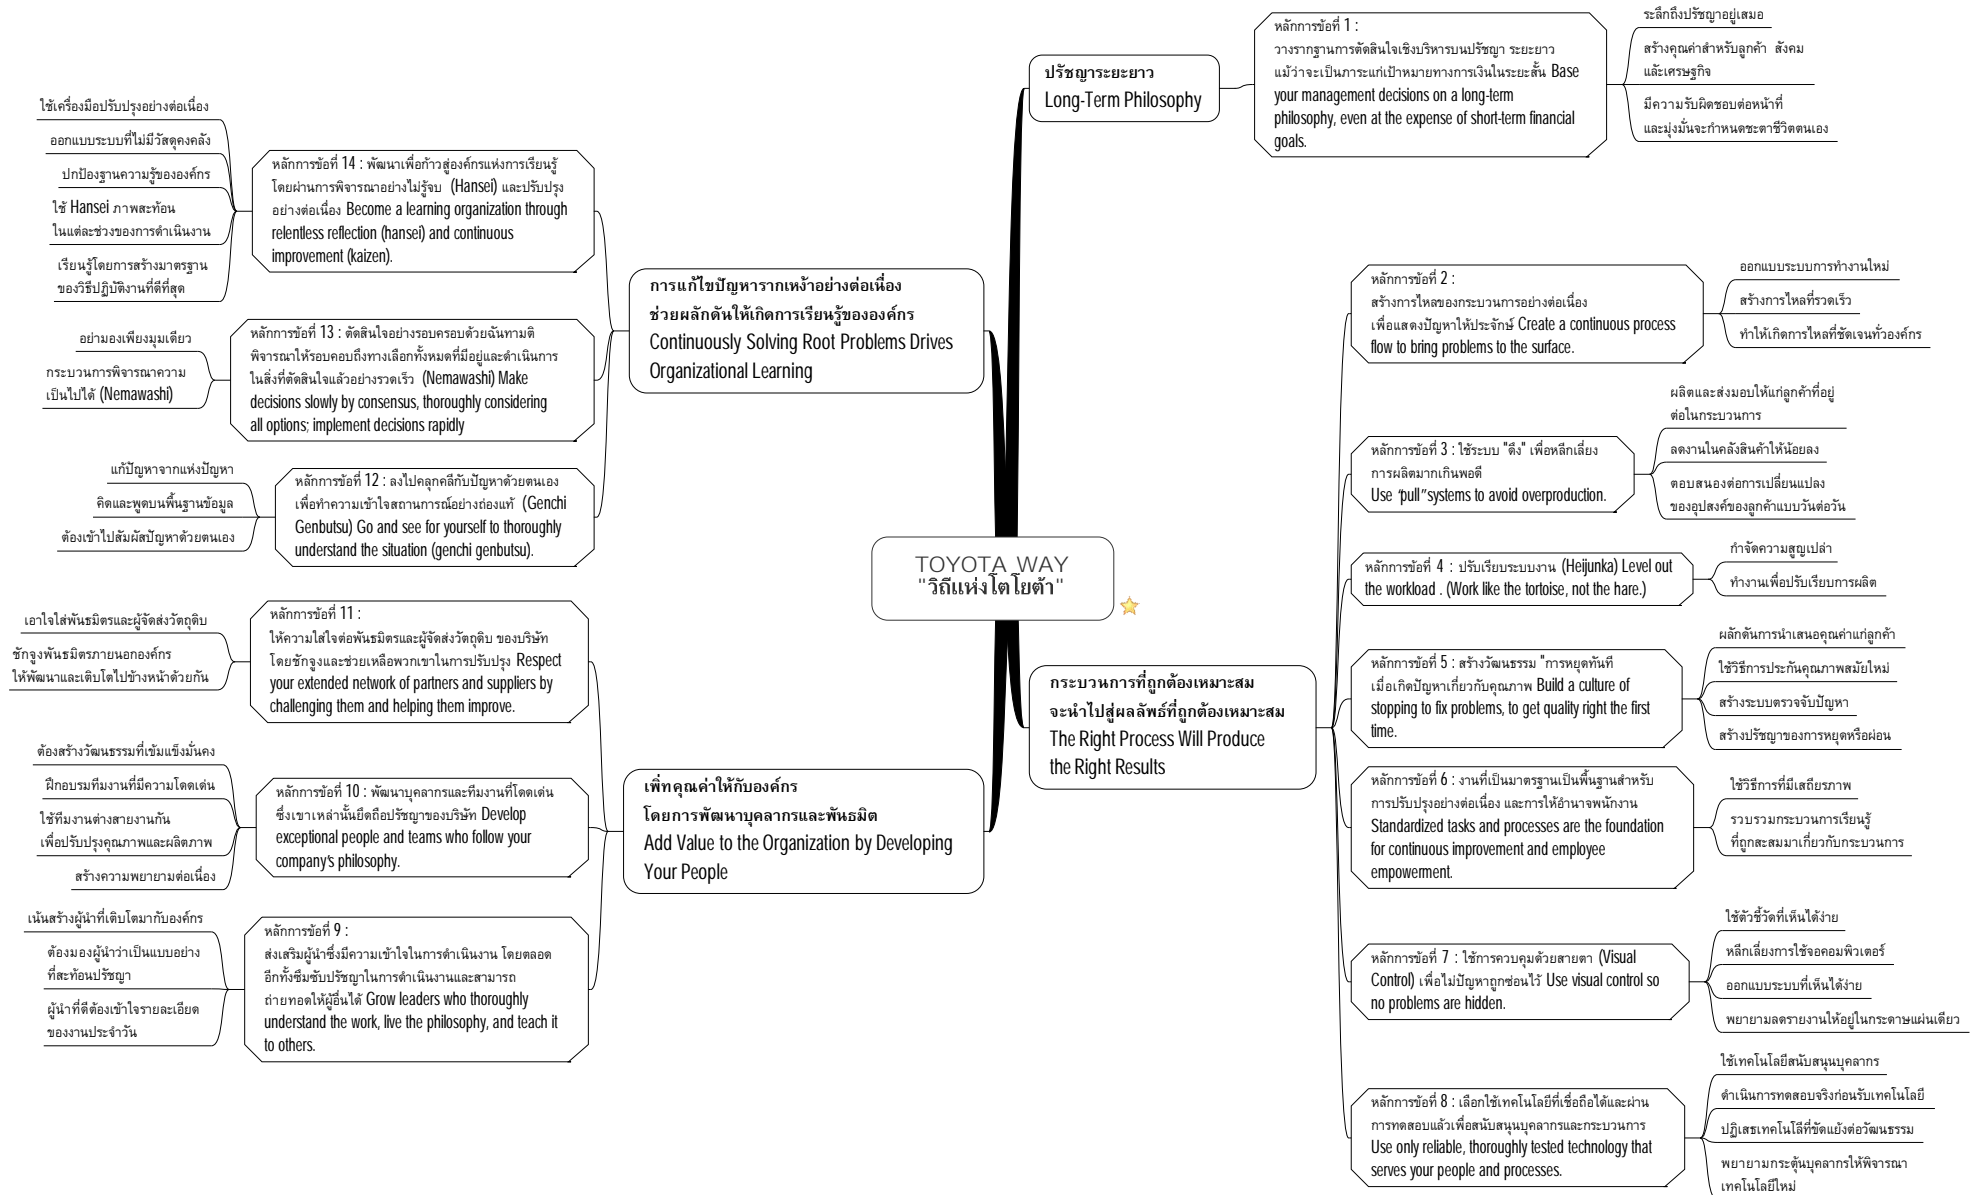 TOYOTA WAY
"วิถีแห่งโตโยต้า"
ปรัชญาระยะยาว
Long-Term Philosophy
หลักการข้อที่ 1 :
วางรากฐานการตัดสินใจเชิงบริหารบนปรัชญา ระยะยาว
แม้ว่าจะเป็นภาระแก่เป้าหมายทางการเงินในระยะสั้น Base
your management decisions on a long-term
philosophy, even at the expense of short-term financial
goals.
ระลึกถึงปรัชญาอยู่เสมอ
สร้างคุณค่าสำหรับลูกค้า สังคม
และเศรษฐกิจ
มีความรับผิดชอบต่อหน้าที่
และมุ่งมั่นจะกำหนดชะตาชีวิตตนเอง
กระบวนการที่ถูกต้องเหมาะสม
จะนำไปสู่ผลลัพธ์ที่ถูกต้องเหมาะสม
The Right Process Will Produce
the Right Results
หลักการข้อที่ 2 :
สร้างการไหลของกระบวนการอย่างต่อเนื่อง
เพื่อแสดงปัญหาให้ประจักษ์ Create a continuous process
flow to bring problems to the surface.
ออกแบบระบบการทำงานใหม่
สร้างการไหลที่รวดเร็ว
ทำให้เกิดการไหลที่ชัดเจนทั่วองค์กร
หลักการข้อที่ 3 : ใช้ระบบ "ดึง" เพื่อหลีกเลี่ยง
การผลิตมากเกินพอดี
Use "pull" systems to avoid overproduction.
ผลิตและส่งมอบให้แก่ลูกค้าที่อยู่
ต่อในกระบวนการ
ลดงานในคลังสินค้าให้น้อยลง
ตอบสนองต่อการเปลี่ยนแปลง
ของอุปสงค์ของลูกค้าแบบวันต่อวัน
หลักการข้อที่ 4 : ปรับเรียบระบบงาน (Heijunka) Level out
the workload . (Work like the tortoise, not the hare.)
กำจัดความสูญเปล่า
ทำงานเพื่อปรับเรียบการผลิต
หลักการข้อที่ 5 : สร้างวัฒนธรรม "การหยุดทันที
เมื่อเกิดปัญหาเกี่ยวกับคุณภาพ Build a culture of
stopping to fix problems, to get quality right the first
time.
ผลักดันการนำเสนอคุณค่าแก่ลูกค้า
ใช้วิธีการประกันคุณภาพสมัยใหม่
สร้างระบบตรวจจับปัญหา
สร้างปรัชญาของการหยุดหรือผ่อน
หลักการข้อที่ 6 : งานที่เป็นมาตรฐานเป็นพื้นฐานสำหรับ
การปรับปรุงอย่างต่อเนื่อง และการให้อำนาจพนักงาน
Standardized tasks and processes are the foundation
for continuous improvement and employee
empowerment.
ใช้วิธีการที่มีเสถียรภาพ
รวบรวมกระบวนการเรียนรู้
ที่ถูกสะสมมาเกี่ยวกับกระบวนการ
หลักการข้อที่ 7 : ใช้การควบคุมด้วยสายตา (Visual
Control) เพื่อไม่ปัญหาถูกซ่อนไว้ Use visual control so
no problems are hidden.
ใช้ตัวชี้วัดที่เห็นได้ง่าย
หลีกเลี่ยงการใช้จอคอมพิวเตอร์
ออกแบบระบบที่เห็นได้ง่าย
พยายามลดรายงานให้อยู่ในกระดาษแผ่นเดียว
หลักการข้อที่ 8 : เลือกใช้เทคโนโลยีที่เชื่อถือได้และผ่าน
การทดสอบแล้วเพื่อสนับสนุนบุคลากรและกระบวนการ
Use only reliable, thoroughly tested technology that
serves your people and processes.
ใช้เทคโนโลยีสนับสนุนบุคลากร
ดำเนินการทดสอบจริงก่อนรับเทคโนโลยี
ปฏิเสธเทคโนโลีที่ขัดแย้งต่อวัฒนธรรม
พยายามกระตุ้นบุคลากรให้พิจารณา
เทคโนโลยีใหม่
การแก้ไขปัญหารากเหง้าอย่างต่อเนื่อง
ช่วยผลักดันให้เกิดการเรียนรู้ขององค์กร
Continuously Solving Root Problems Drives
Organizational Learning
หลักการข้อที่ 14 : พัฒนาเพื่อก้าวสู่องค์กรแห่งการเรียนรู้
โดยผ่านการพิจารณาอย่างไม่รู้จบ (Hansei) และปรับปรุง
อย่างต่อเนื่อง Become a learning organization through
relentless reflection (hansei) and continuous
improvement (kaizen).
ใช้เครื่องมือปรับปรุงอย่างต่อเนื่อง
ออกแบบระบบที่ไม่มีวัสดุคงคลัง
ปกป้องฐานความรู้ขององค์กร
ใช้ Hansei ภาพสะท้อน
ในแต่ละช่วงของการดำเนินงาน
เรียนรู้โดยการสร้างมาตรฐาน
ของวิธีปฏิบัติงานที่ดีที่สุด
หลักการข้อที่ 13 : ตัดสินใจอย่างรอบครอบด้วยฉันทามติ
พิจารณาให้รอบคอบถึงทางเลือกทั้งหมดที่มีอยู่และดำเนินการ
ในสิ่งที่ตัดสินใจแล้วอย่างรวดเร็ว (Nemawashi) Make
decisions slowly by consensus, thoroughly considering
all options; implement decisions rapidly
อย่ามองเพียงมุมเดียว
กระบวนการพิจารณาความ
เป็นไปได้ (Nemawashi)
หลักการข้อที่ 12 : ลงไปคลุกคลีกับปัญหาด้วยตนเอง
เพื่อทำความเข้าใจสถานการณ์อย่างถ่องแท้ (Genchi
Genbutsu) Go and see for yourself to thoroughly
understand the situation (genchi genbutsu).
แก้ปัญหาจากแห่งปัญหา
คิดและพูดบนพื้นฐานข้อมูล
ต้องเข้าไปสัมผัสปัญหาด้วยตนเอง
เพิ่ทคุณค่าให้กับองค์กร
โดยการพัฒนาบุคลากรและพันธมิต
Add Value to the Organization by Developing
Your People
หลักการข้อที่ 11 :
ให้ความใส่ใจต่อพันธมิตรและผู้จัดส่งวัตถุดิบ ของบริษัท
โดยชักจูงและช่วยเหลือพวกเขาในการปรับปรุง Respect
your extended network of partners and suppliers by
challenging them and helping them improve.
เอาใจใส่พันธมิตรและผู้จัดส่งวัตถุดิบ
ชักจูงพันธมิตรภายนอกองค์กร
ให้พัฒนาและเติบโตไปข้างหน้าด้วยกัน
หลักการข้อที่ 10 : พัฒนาบุคลากรและทีมงานที่โดดเด่น
ซึ่งเขาเหล่านั้นยึดถือปรัชญาของบริษัท Develop
exceptional people and teams who follow your
company's philosophy.
ต้องสร้างวัฒนธรรมที่เข้มแข็งมั่นคง
ฝึกอบรมทีมงานที่มีความโดดเด่น
ใช้ทีมงานต่างสายงานกัน
เพื่อปรับปรุงคุณภาพและผลิตภาพ
สร้างความพยายามต่อเนื่อง
หลักการข้อที่ 9 :
ส่งเสริมผู้นำซึ่งมีความเข้าใจในการดำเนินงาน โดยตลอด
อีกทั้งซึมซับปรัชญาในการดำเนินงานและสามารถ
ถ่ายทอดให้ผู้อื่นได้ Grow leaders who thoroughly
understand the work, live the philosophy, and teach it
to others.
เน้นสร้างผู้นำที่เติบโตมากับองค์กร
ต้องมองผู้นำว่าเป็นแบบอย่าง
ที่สะท้อนปรัชญา
ผู้นำที่ดีต้องเข้าใจรายละเอียด
ของงานประจำวัน